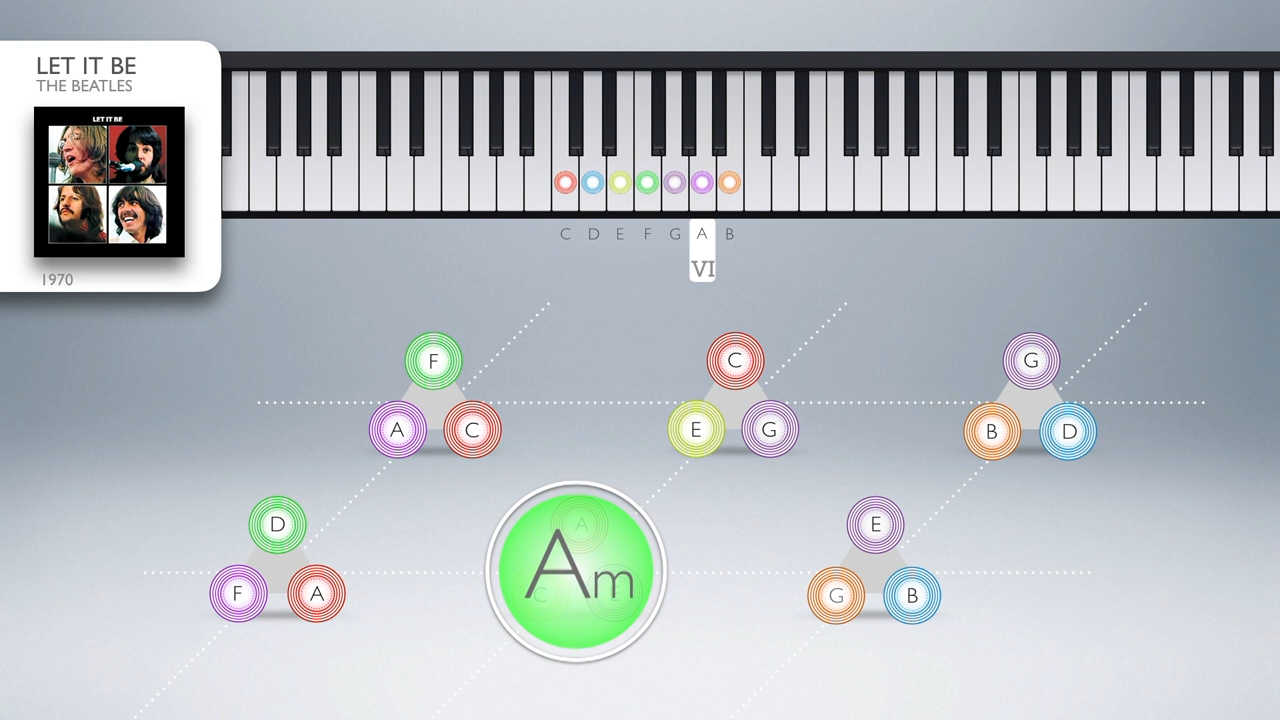 LET IT BE
THE BEATLES
LET IT BE
1970
C D E F G A B
VI
F
A C
C
E G
G
B D
D
F A
A
Am
C E
E
G B